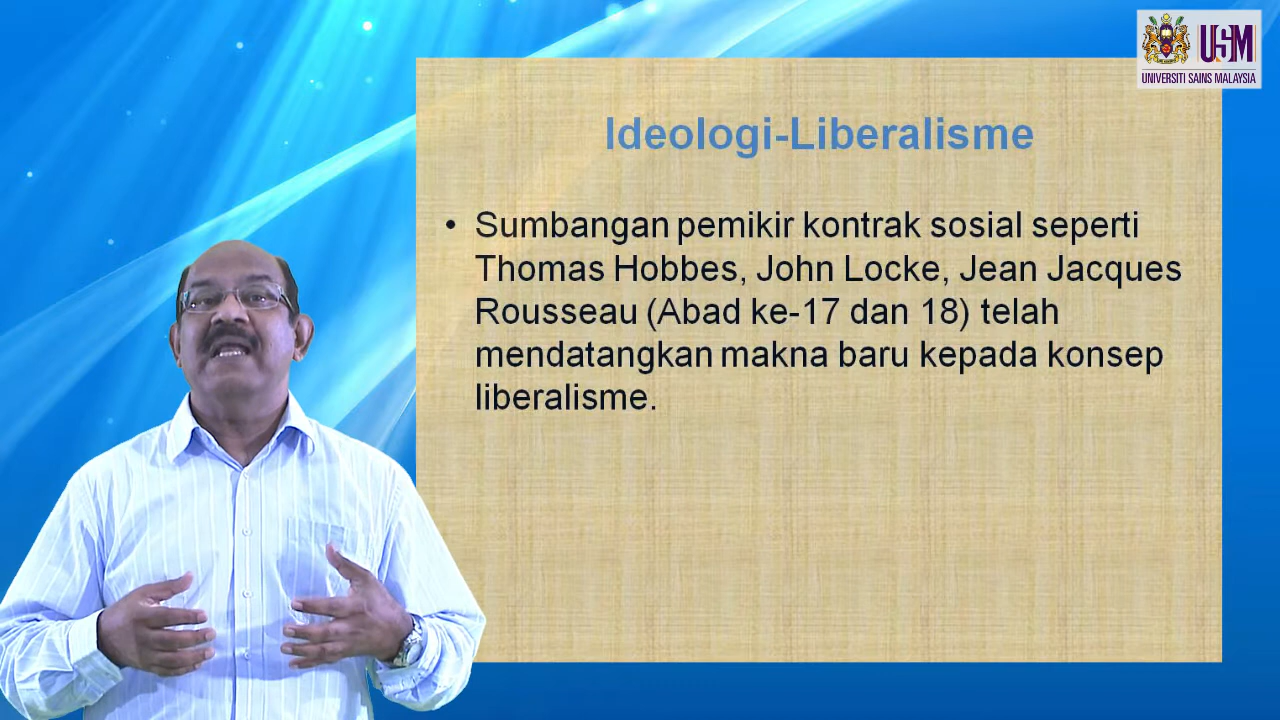 USM
UNIVERSITI SAINS MALAYSIA
Ideologi-Liberalisme
• Sumbangan pemikir kontrak sosial seperti
Thomas Hobbes, John Locke, Jean Jacques
Rousseau (Abad ke-17 dan 18) telah
mendatangkan makna baru kepada konsep
liberalisme.